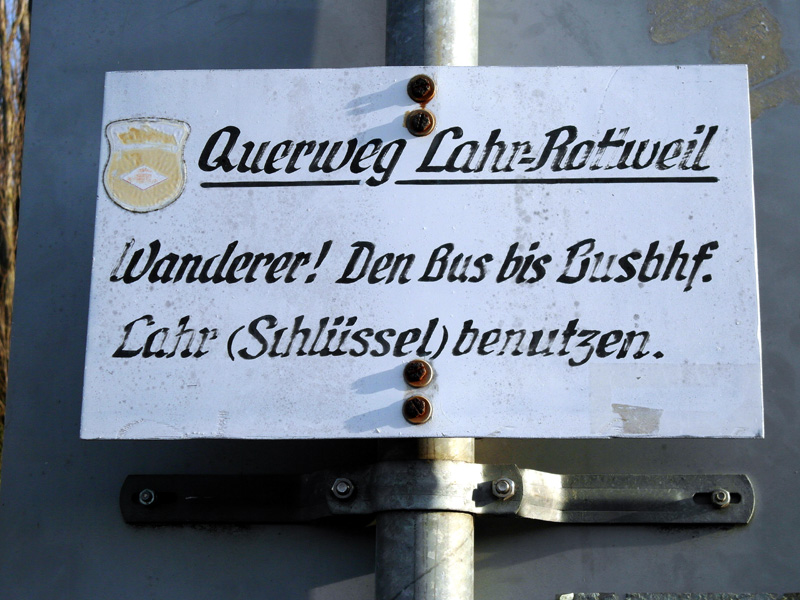 Querweg Lahr-Rottweil
Wanderer! Den Bus bis Busbhf.
Lahr (Schlüssel) benutzen.